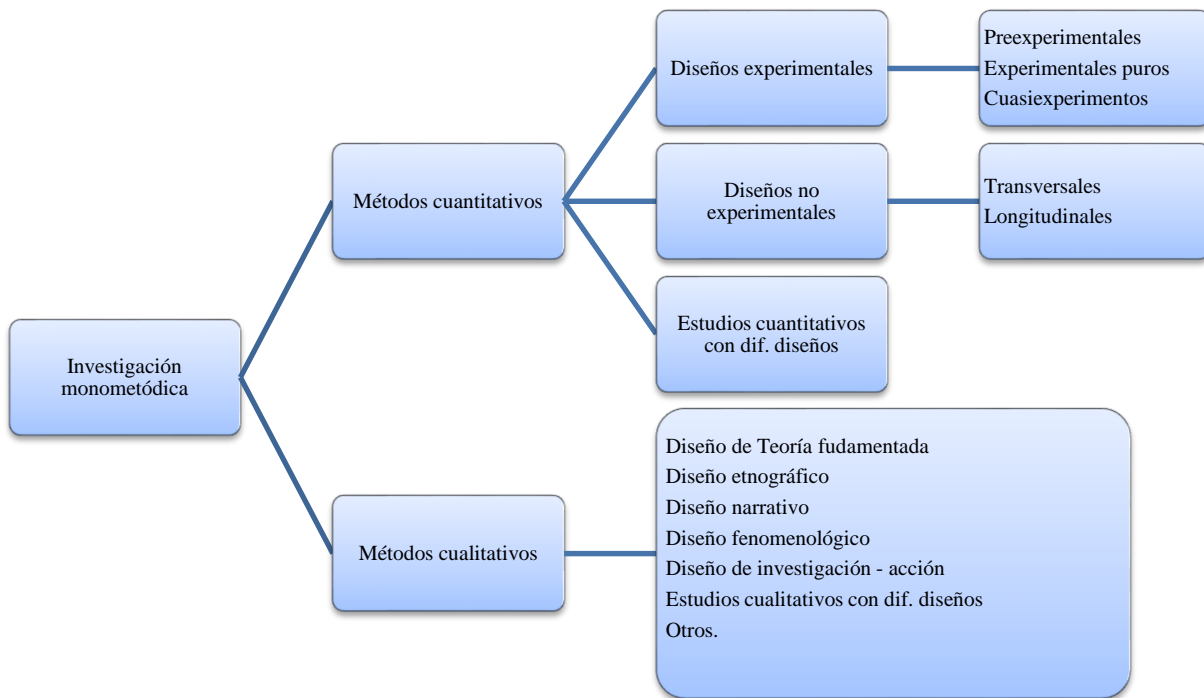 Investigación
monometódica
Métodos cuantitativos
Diseños experimentales
Preexperimentales
Experimentales puros
Cuasiexperimentos
Diseños no
experimentales
Transversales
Longitudinales
Estudios cuantitativos
con dif. diseños
Métodos cualitativos
Diseño de Teoría fudamentada
Diseño etnográfico
Diseño narrativo
Diseño fenomenológico
Diseño de investigación - acción
Estudios cualitativos con dif. diseños
Otros.